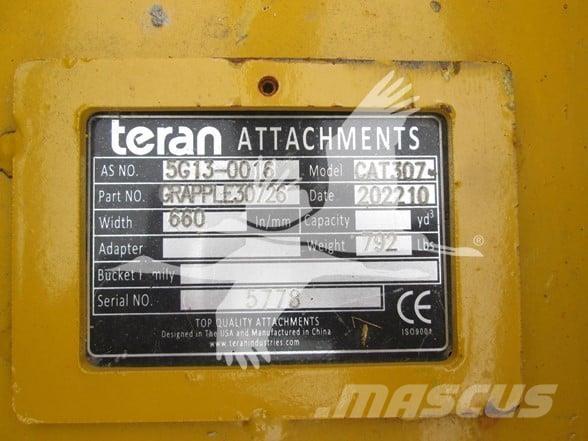 teran ATTACHMENTS
AS NO. 5G13-0016 Model CAT307
Part NO. GRAPPLE30/26 Date 202210
Width 660 In/mm Capacity yd³
Adapter Weight 792 Lbs
Bucket Family
Serial NO. 5778
TOP QUALITY ATTACHMENTS CE
Designed in The USA and Manufactured in China ISO9001
www.teranindustries.com
®
MASCUS